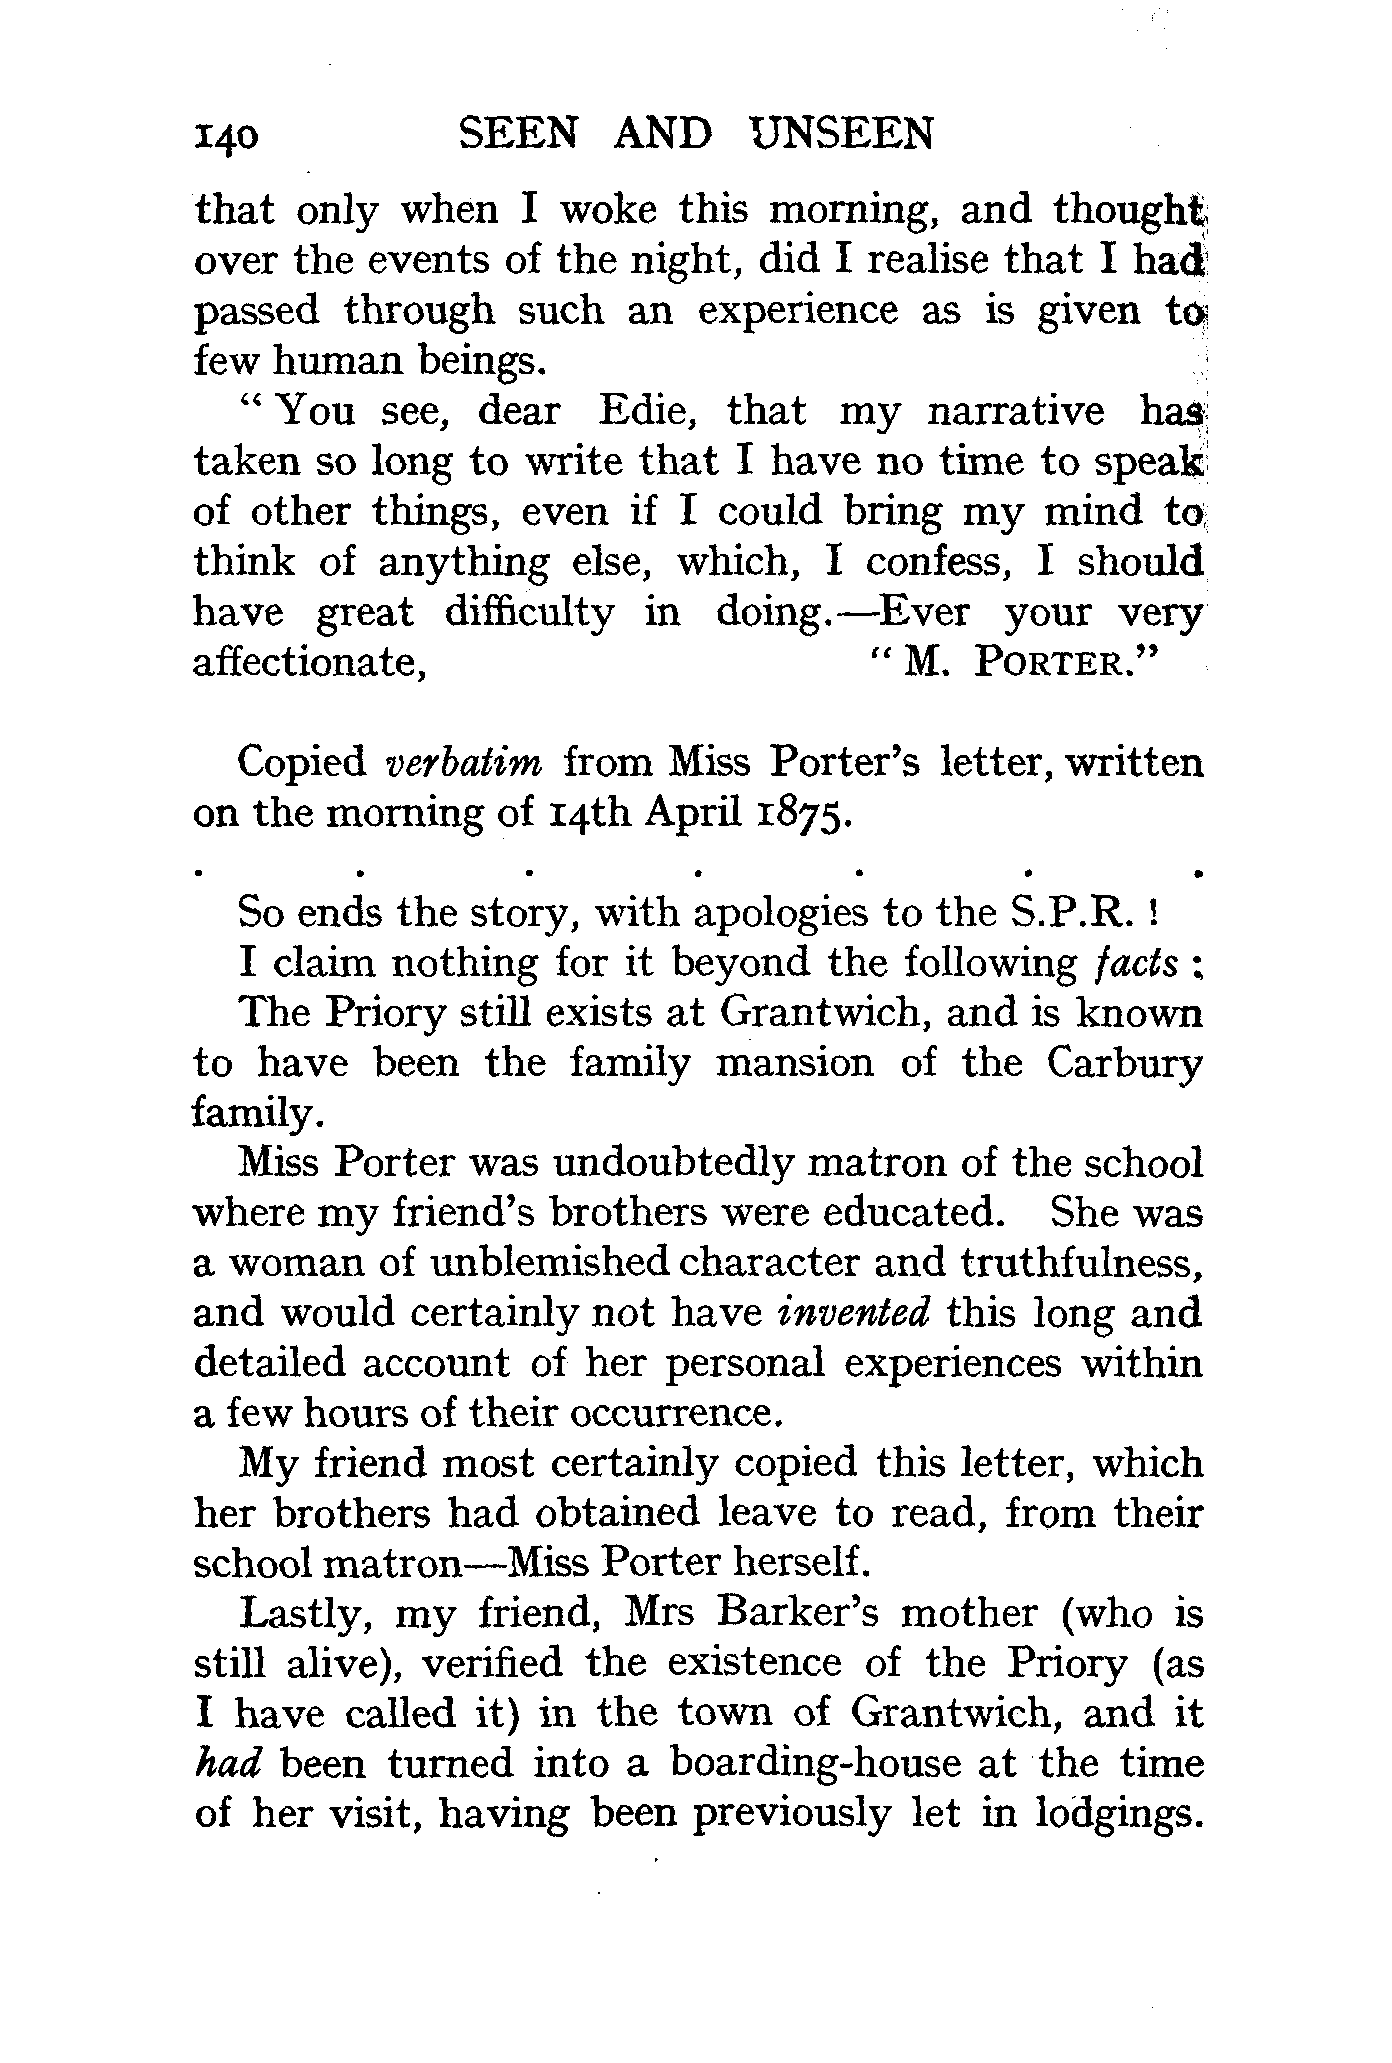 140 SEEN AND UNSEEN
that only when I woke this morning, and thought
over the events of the night, did I realise that I had
passed through such an experience as is given to
few human beings.
“ You see, dear Edie, that my narrative has
taken so long to write that I have no time to speak
of other things, even if I could bring my mind to
think of anything else, which, I confess, I should
have great difficulty in doing.—Ever your very
affectionate, “ M. PORTER.”
Copied verbatim from Miss Porter’s letter, written
on the morning of 14th April 1875.
. . . . . . .
So ends the story, with apologies to the S.P.R. !
I claim nothing for it beyond the following facts :
The Priory still exists at Grantwich, and is known
to have been the family mansion of the Carbury
family.
Miss Porter was undoubtedly matron of the school
where my friend’s brothers were educated. She was
a woman of unblemished character and truthfulness,
and would certainly not have invented this long and
detailed account of her personal experiences within
a few hours of their occurrence.
My friend most certainly copied this letter, which
her brothers had obtained leave to read, from their
school matron—Miss Porter herself.
Lastly, my friend, Mrs Barker’s mother (who is
still alive), verified the existence of the Priory (as
I have called it) in the town of Grantwich, and it
had been turned into a boarding-house at the time
of her visit, having been previously let in lodgings.